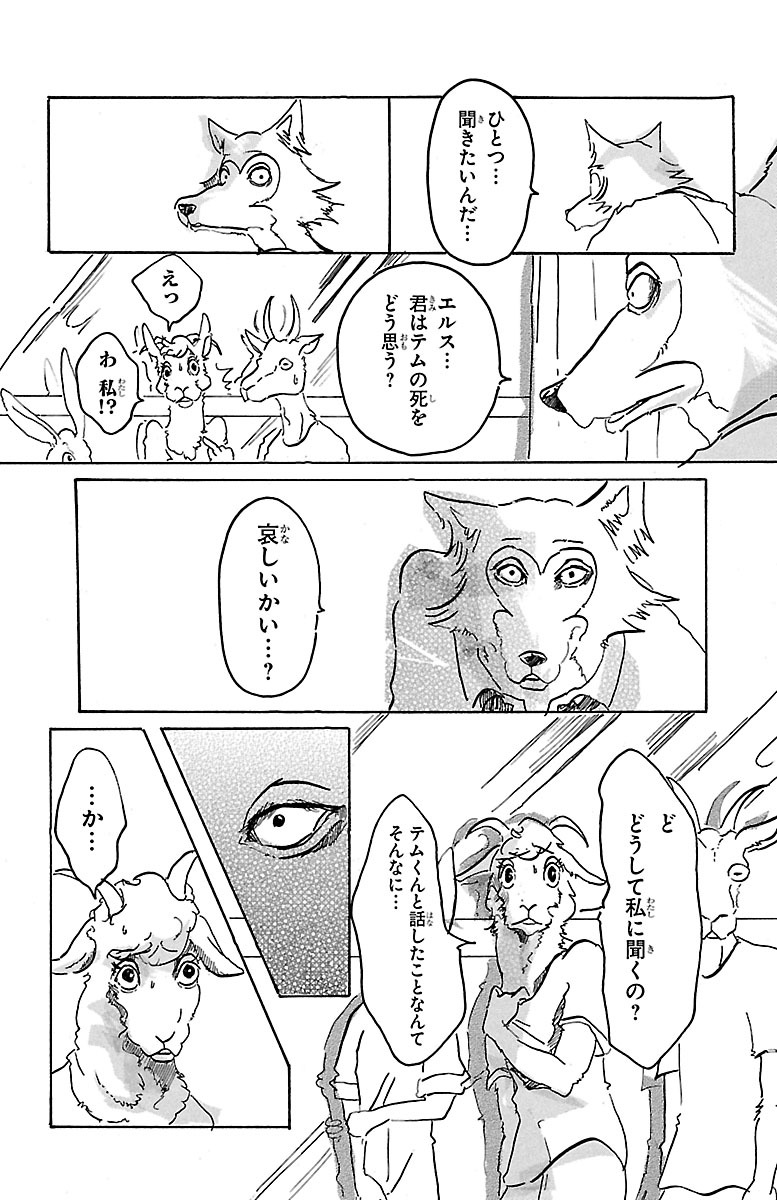 ひとつ…
聞きたいんだ…
エルス…
君はテムの死を
どう思う?
えっ
わ 私!?
哀しいかい…?
ど
どうして私に聞くの?
テムくんと話したことなんて
そんなに…
…か…